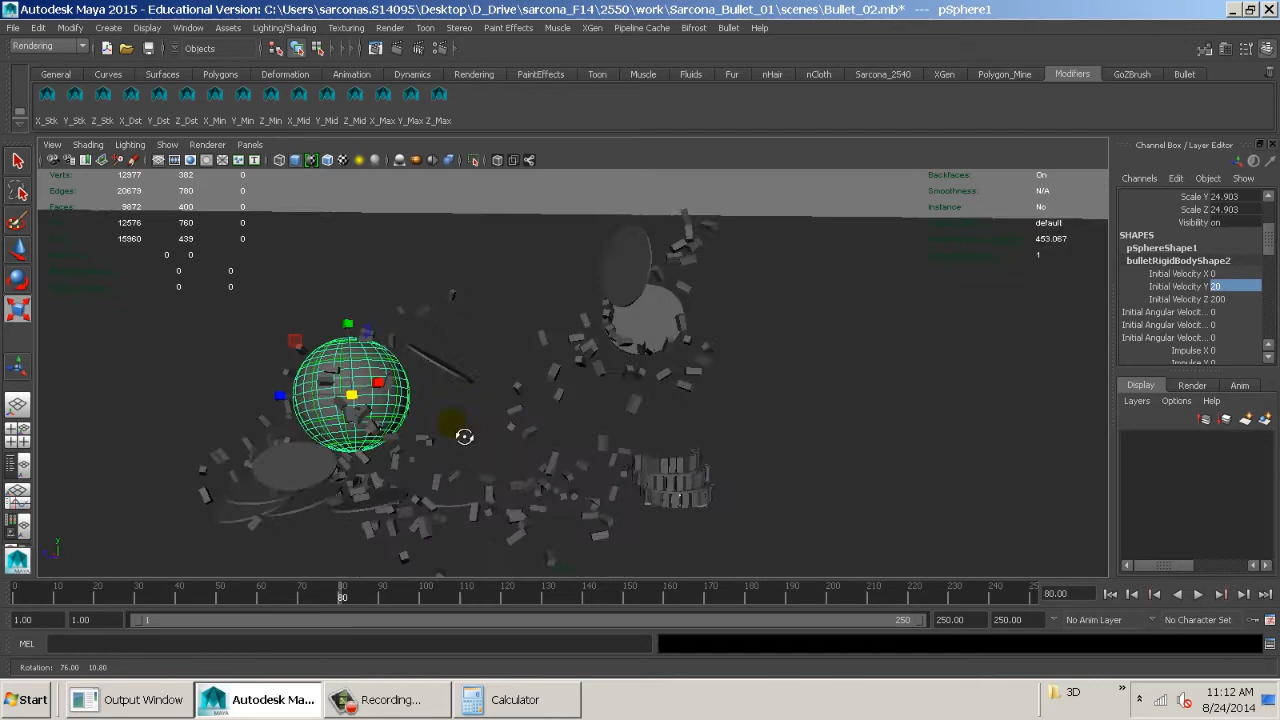 Autodesk Maya 2015 - Educational Version: C:\Users\sarconas.S14095\Desktop\D_Drive\sarcona_F14\2550\work\Sarcona_Bullet_01\scenes\Bullet_02.mb* --- pSphere1
File Edit Modify Create Display Window Assets Lighting/Shading Texturing Render Toon Stereo Paint Effects Muscle XGen Pipeline Cache Bifrost Bullet Help
Rendering Objects
General Curves Surfaces Polygons Deformation Animation Dynamics Rendering PaintEffects Toon Muscle Fluids Fur nHair nCloth Sarcona_2540 XGen Polygon_Mine Modifiers GoZBrush Bullet
X_Stk Y_Stk Z_Stk X_Dst Y_Dst Z_Dst X_Min Y_Min Z_Min X_Mid Y_Mid Z_Mid X_Max Y_Max Z_Max
View Shading Lighting Show Renderer Panels
Channel Box / Layer Editor
Channels Edit Object Show
Verts: 12977 382 0 Backfaces: On
Edges: 20679 780 0 Smoothness: N/A
Faces: 9872 400 0 Instance: No
12576 760 0 default
15960 439 0 453.087
0 0 1
0 0
0 0
Scale Y 24.903
Scale Z 24.903
Visibility on
SHAPES
pSphereShape1
bulletRigidBodyShape2
Initial Velocity X 0
Initial Velocity Y 20
Initial Velocity Z 200
Initial Angular Velocit... 0
Initial Angular Velocit... 0
Initial Angular Velocit... 0
Impulse X 0
Impulse Y 0
Display Render Anim
Layers Options Help
y
0 10 20 30 40 50 60 70 80 90 100 110 120 130 140 150 160 170 180 190 200 210 220 230 240 25
80 80.00
1.00 1.00 1 250 250.00 250.00 No Anim Layer No Character Set
MEL
Rotation: 76.00 10.80
Start Output Window Autodesk Ma... Recording... Calculator 3D » 11:12 AM
8/24/2014